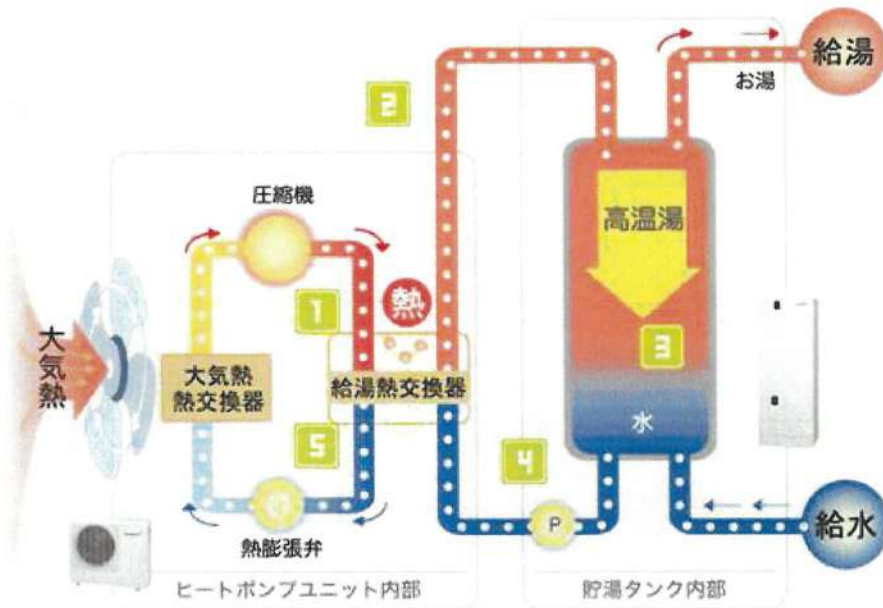 給湯
お湯
2
圧縮機
高温湯
熱
1
大気熱
3
大気熱
熱交換器
給湯熱交換器
水
5
4
P
給水
熱膨張弁
ヒートポンプユニット内部
貯湯タンク内部